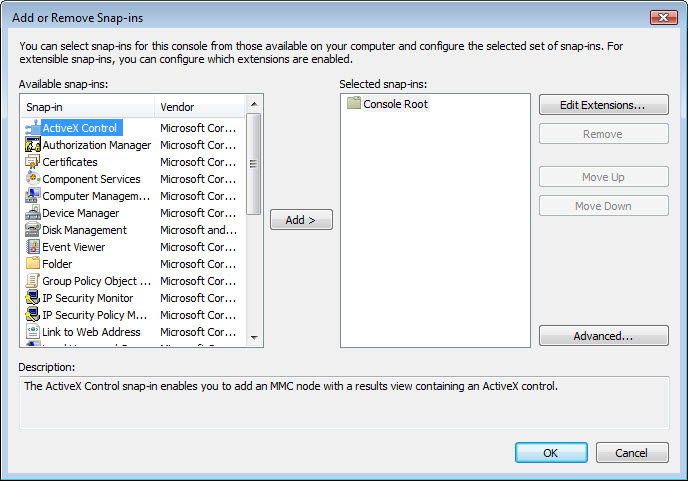 Add or Remove Snap-ins
You can select snap-ins for this console from those available on your computer and configure the selected set of snap-ins. For
extensible snap-ins, you can configure which extensions are enabled.
Available snap-ins:
Selected snap-ins:
Snap-in Vendor
Console Root
Edit Extensions...
ActiveX Control Microsoft Cor...
Remove
Authorization Manager Microsoft Cor...
Certificates Microsoft Cor...
Component Services Microsoft Cor...
Move Up
Computer Managem... Microsoft Cor...
Move Down
Device Manager Microsoft Cor...
Add >
Disk Management Microsoft and...
Event Viewer Microsoft Cor...
Folder Microsoft Cor...
Group Policy Object ... Microsoft Cor...
IP Security Monitor Microsoft Cor...
IP Security Policy M... Microsoft Cor...
Link to Web Address Microsoft Cor...
Advanced...
Description:
The ActiveX Control snap-in enables you to add an MMC node with a results view containing an ActiveX control.
OK
Cancel